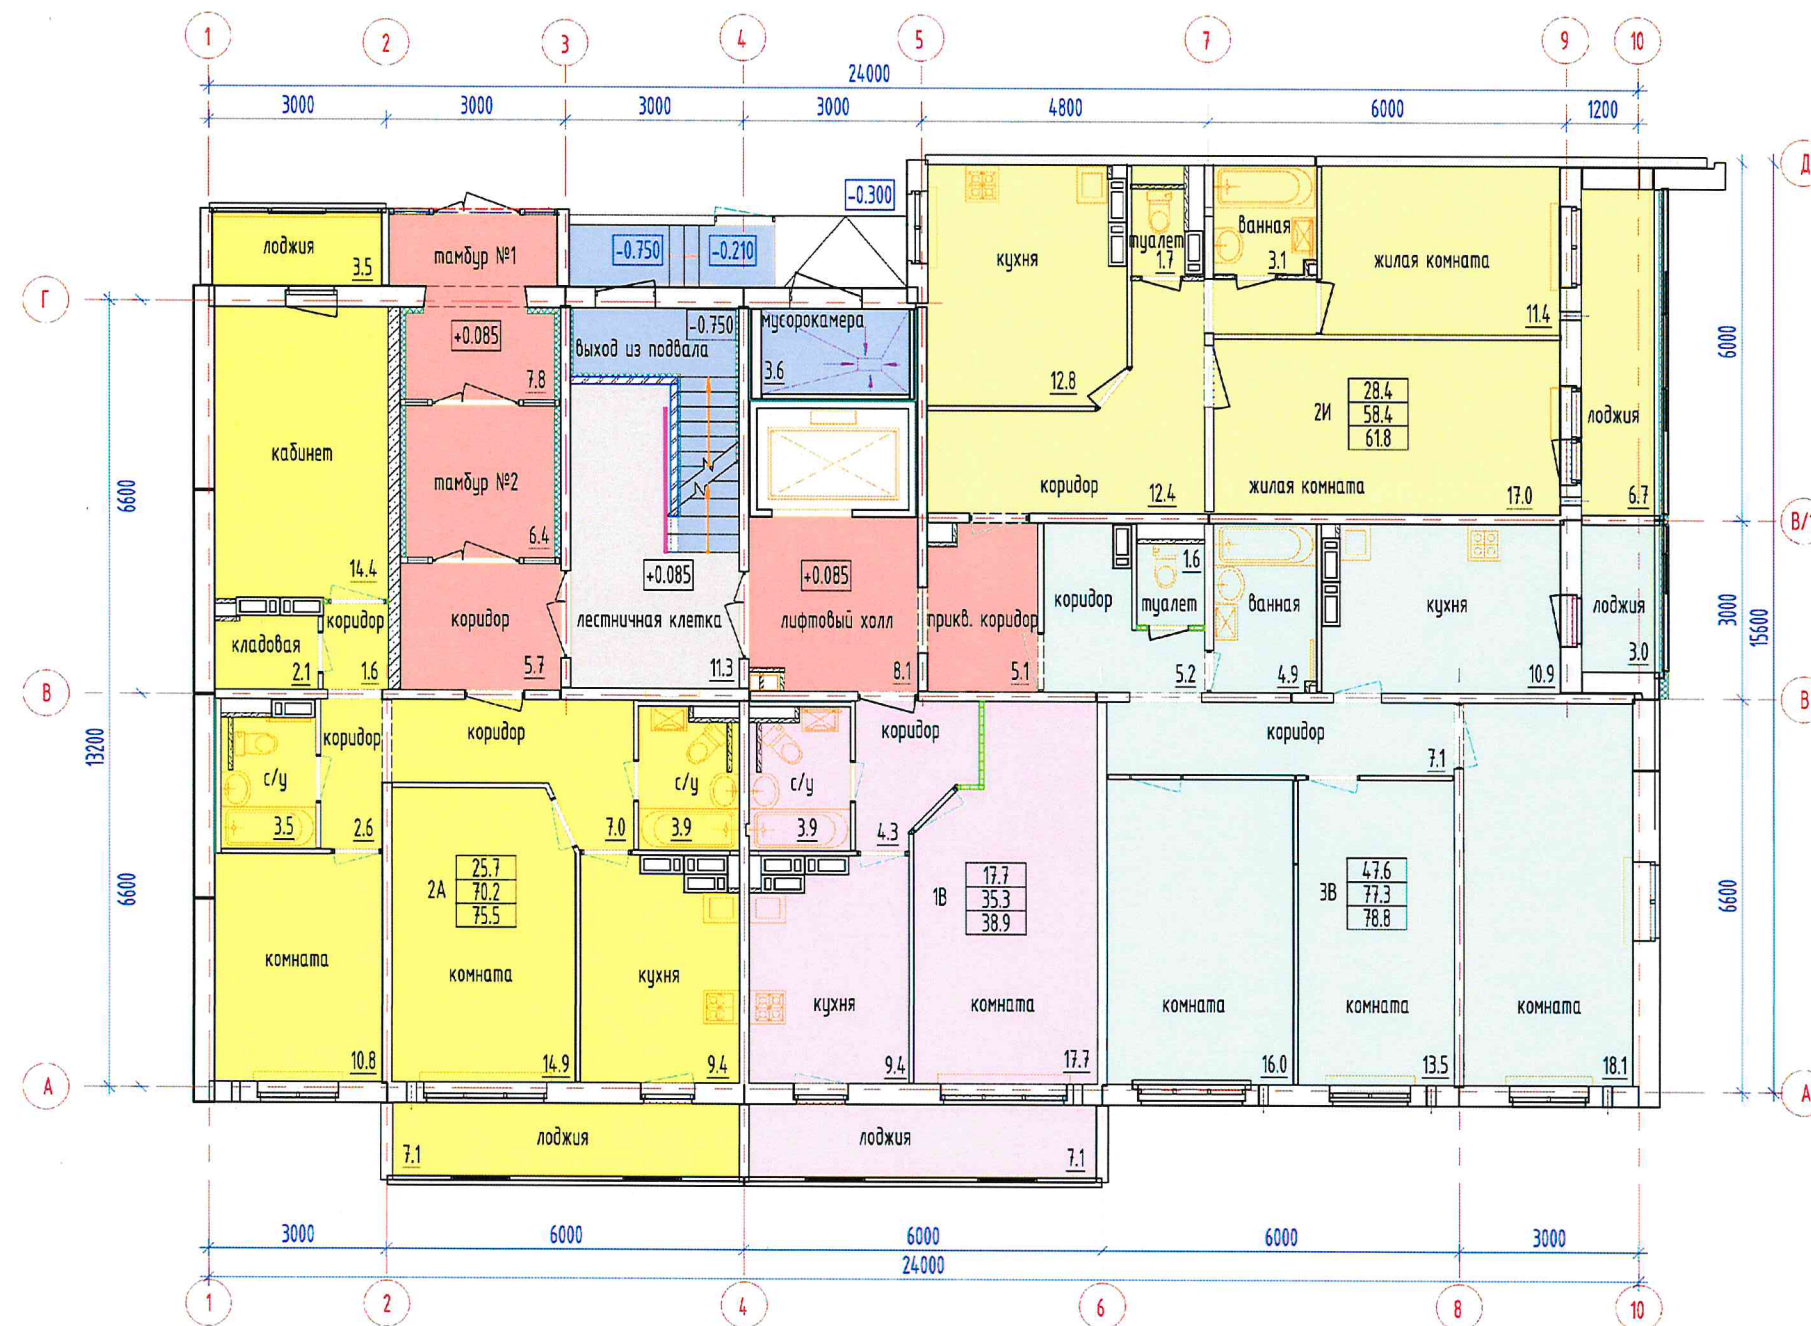 1 2 3 4 5 7 9 10
24000
3000 3000 3000 3000 4800 6000 1200
Д
-0.300
лоджия
3.5
тамбур №1
-0.750
-0.210
кухня
12.8
туалет
1.7
ванная
3.1
жилая комната
11.4
Г
Г
+0.085
7.8
-0.750
выход из подвала
мусорокамера
3.6
6000
кабинет
14.4
тамбур №2
6.4
2И
28.4
58.4
61.8
лоджия
6.7
коридор
12.4
жилая комната
17.0
6600
В/1
кладовая
2.1
коридор
1.6
коридор
5.7
+0.085
лестничная клетка
11.3
+0.085
лифтовый холл
8.1
прикв. коридор
5.1
коридор
5.2
1.6
туалет
ванная
4.9
кухня
10.9
лоджия
3.0
3000
15600
В
В
13200
с/у
3.5
коридор
2.6
коридор
7.0
с/у
3.9
с/у
3.9
коридор
4.3
коридор
7.1
6600
6600
2А
25.7
70.2
75.5
1В
17.7
35.3
38.9
3В
47.6
77.3
78.8
комната
10.8
комната
14.9
кухня
9.4
кухня
9.4
комната
17.7
комната
16.0
комната
13.5
комната
18.1
А
А
7.1
лоджия
лоджия
7.1
3000 6000 6000 6000 3000
24000
1 2 4 6 8 10